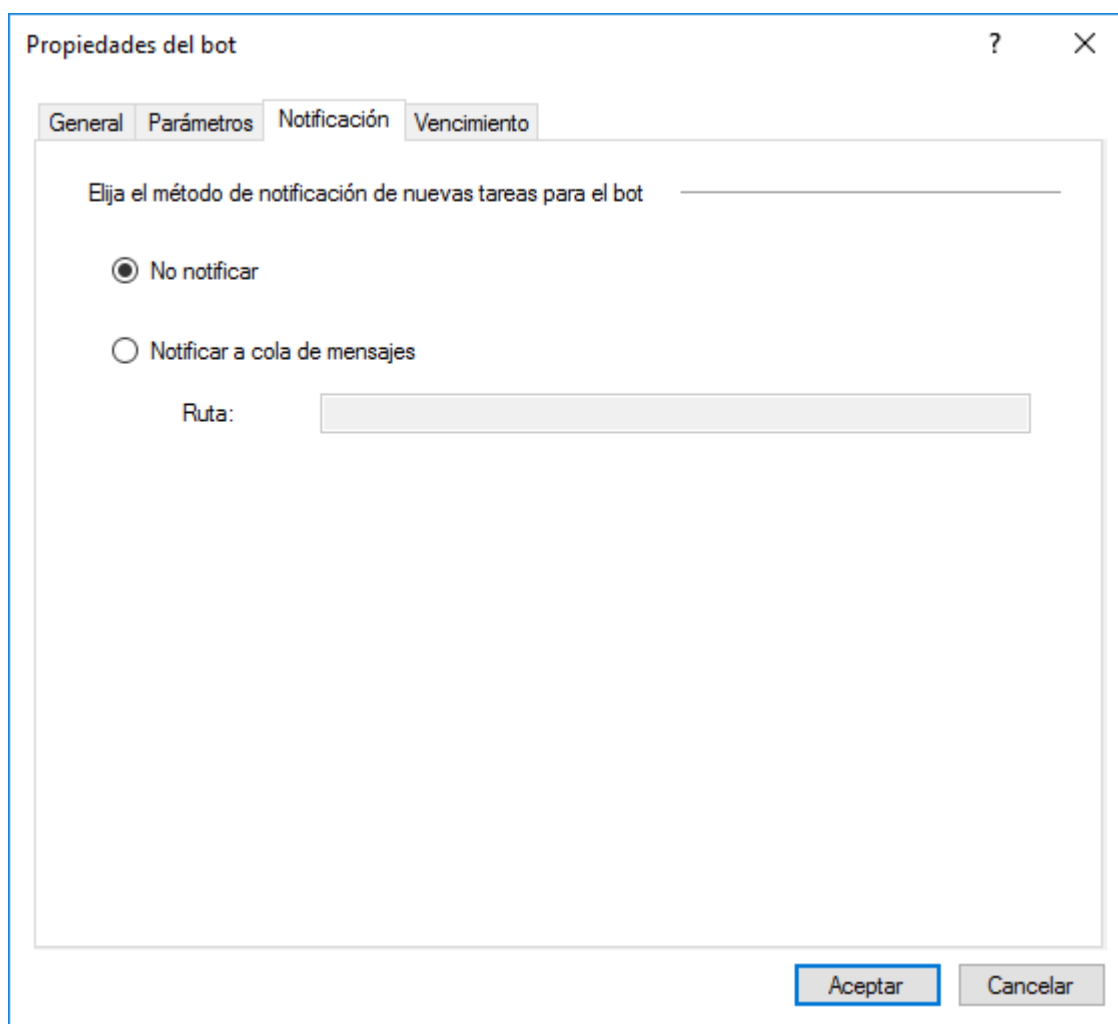 Propiedades del bot ?
General Parámetros Notificación Vencimiento
Elija el método de notificación de nuevas tareas para el bot
No notificar
Notificar a cola de mensajes
Ruta:
Aceptar Cancelar